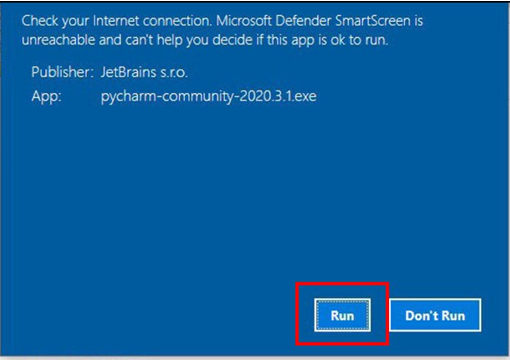 Check your Internet connection. Microsoft Defender SmartScreen is
unreachable and can't help you decide if this app is ok to run.
Publisher: JetBrains s.r.o.
App: pycharm-community-2020.3.1.exe
Run Don't Run